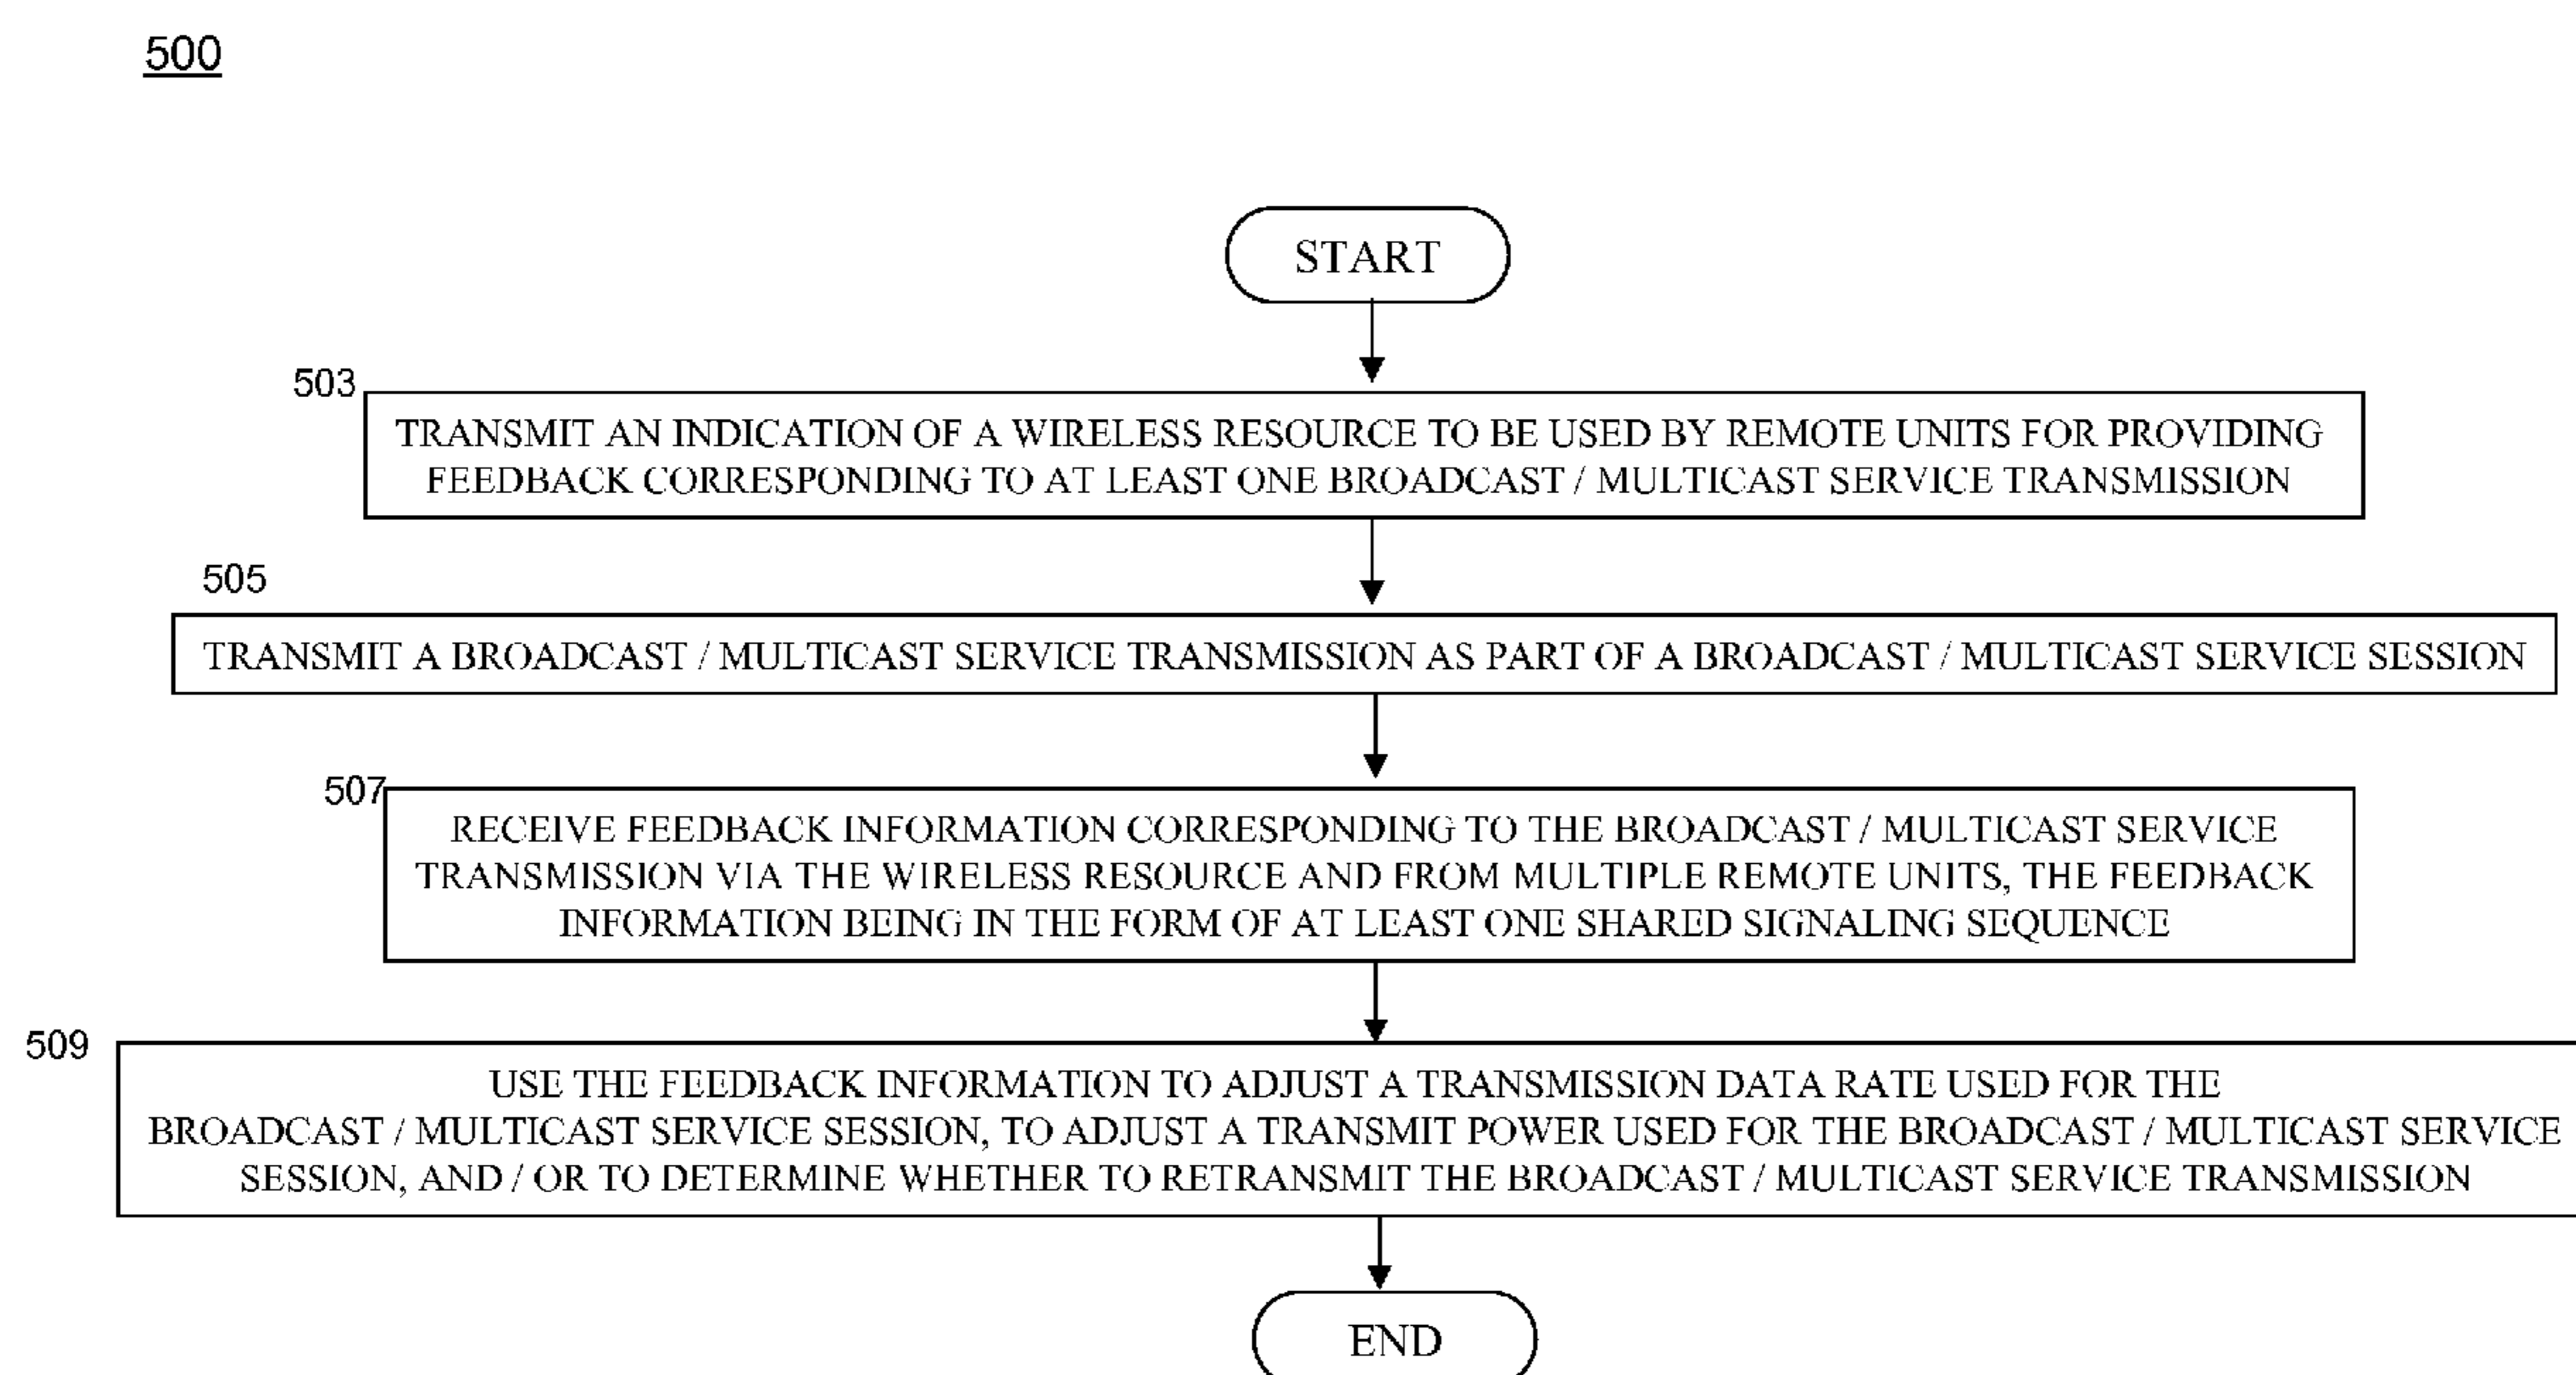 500
START
503
TRANSMIT AN INDICATION OF A WIRELESS RESOURCE TO BE USED BY REMOTE UNITS FOR PROVIDING
FEEDBACK CORRESPONDING TO AT LEAST ONE BROADCAST / MULTICAST SERVICE TRANSMISSION
505
TRANSMIT A BROADCAST / MULTICAST SERVICE TRANSMISSION AS PART OF A BROADCAST / MULTICAST SERVICE SESSION
507
RECEIVE FEEDBACK INFORMATION CORRESPONDING TO THE BROADCAST / MULTICAST SERVICE
TRANSMISSION VIA THE WIRELESS RESOURCE AND FROM MULTIPLE REMOTE UNITS, THE FEEDBACK
INFORMATION BEING IN THE FORM OF AT LEAST ONE SHARED SIGNALING SEQUENCE
509
USE THE FEEDBACK INFORMATION TO ADJUST A TRANSMISSION DATA RATE USED FOR THE
BROADCAST / MULTICAST SERVICE SESSION, TO ADJUST A TRANSMIT POWER USED FOR THE BROADCAST / MULTICAST SERVICE
SESSION, AND / OR TO DETERMINE WHETHER TO RETRANSMIT THE BROADCAST / MULTICAST SERVICE TRANSMISSION
END